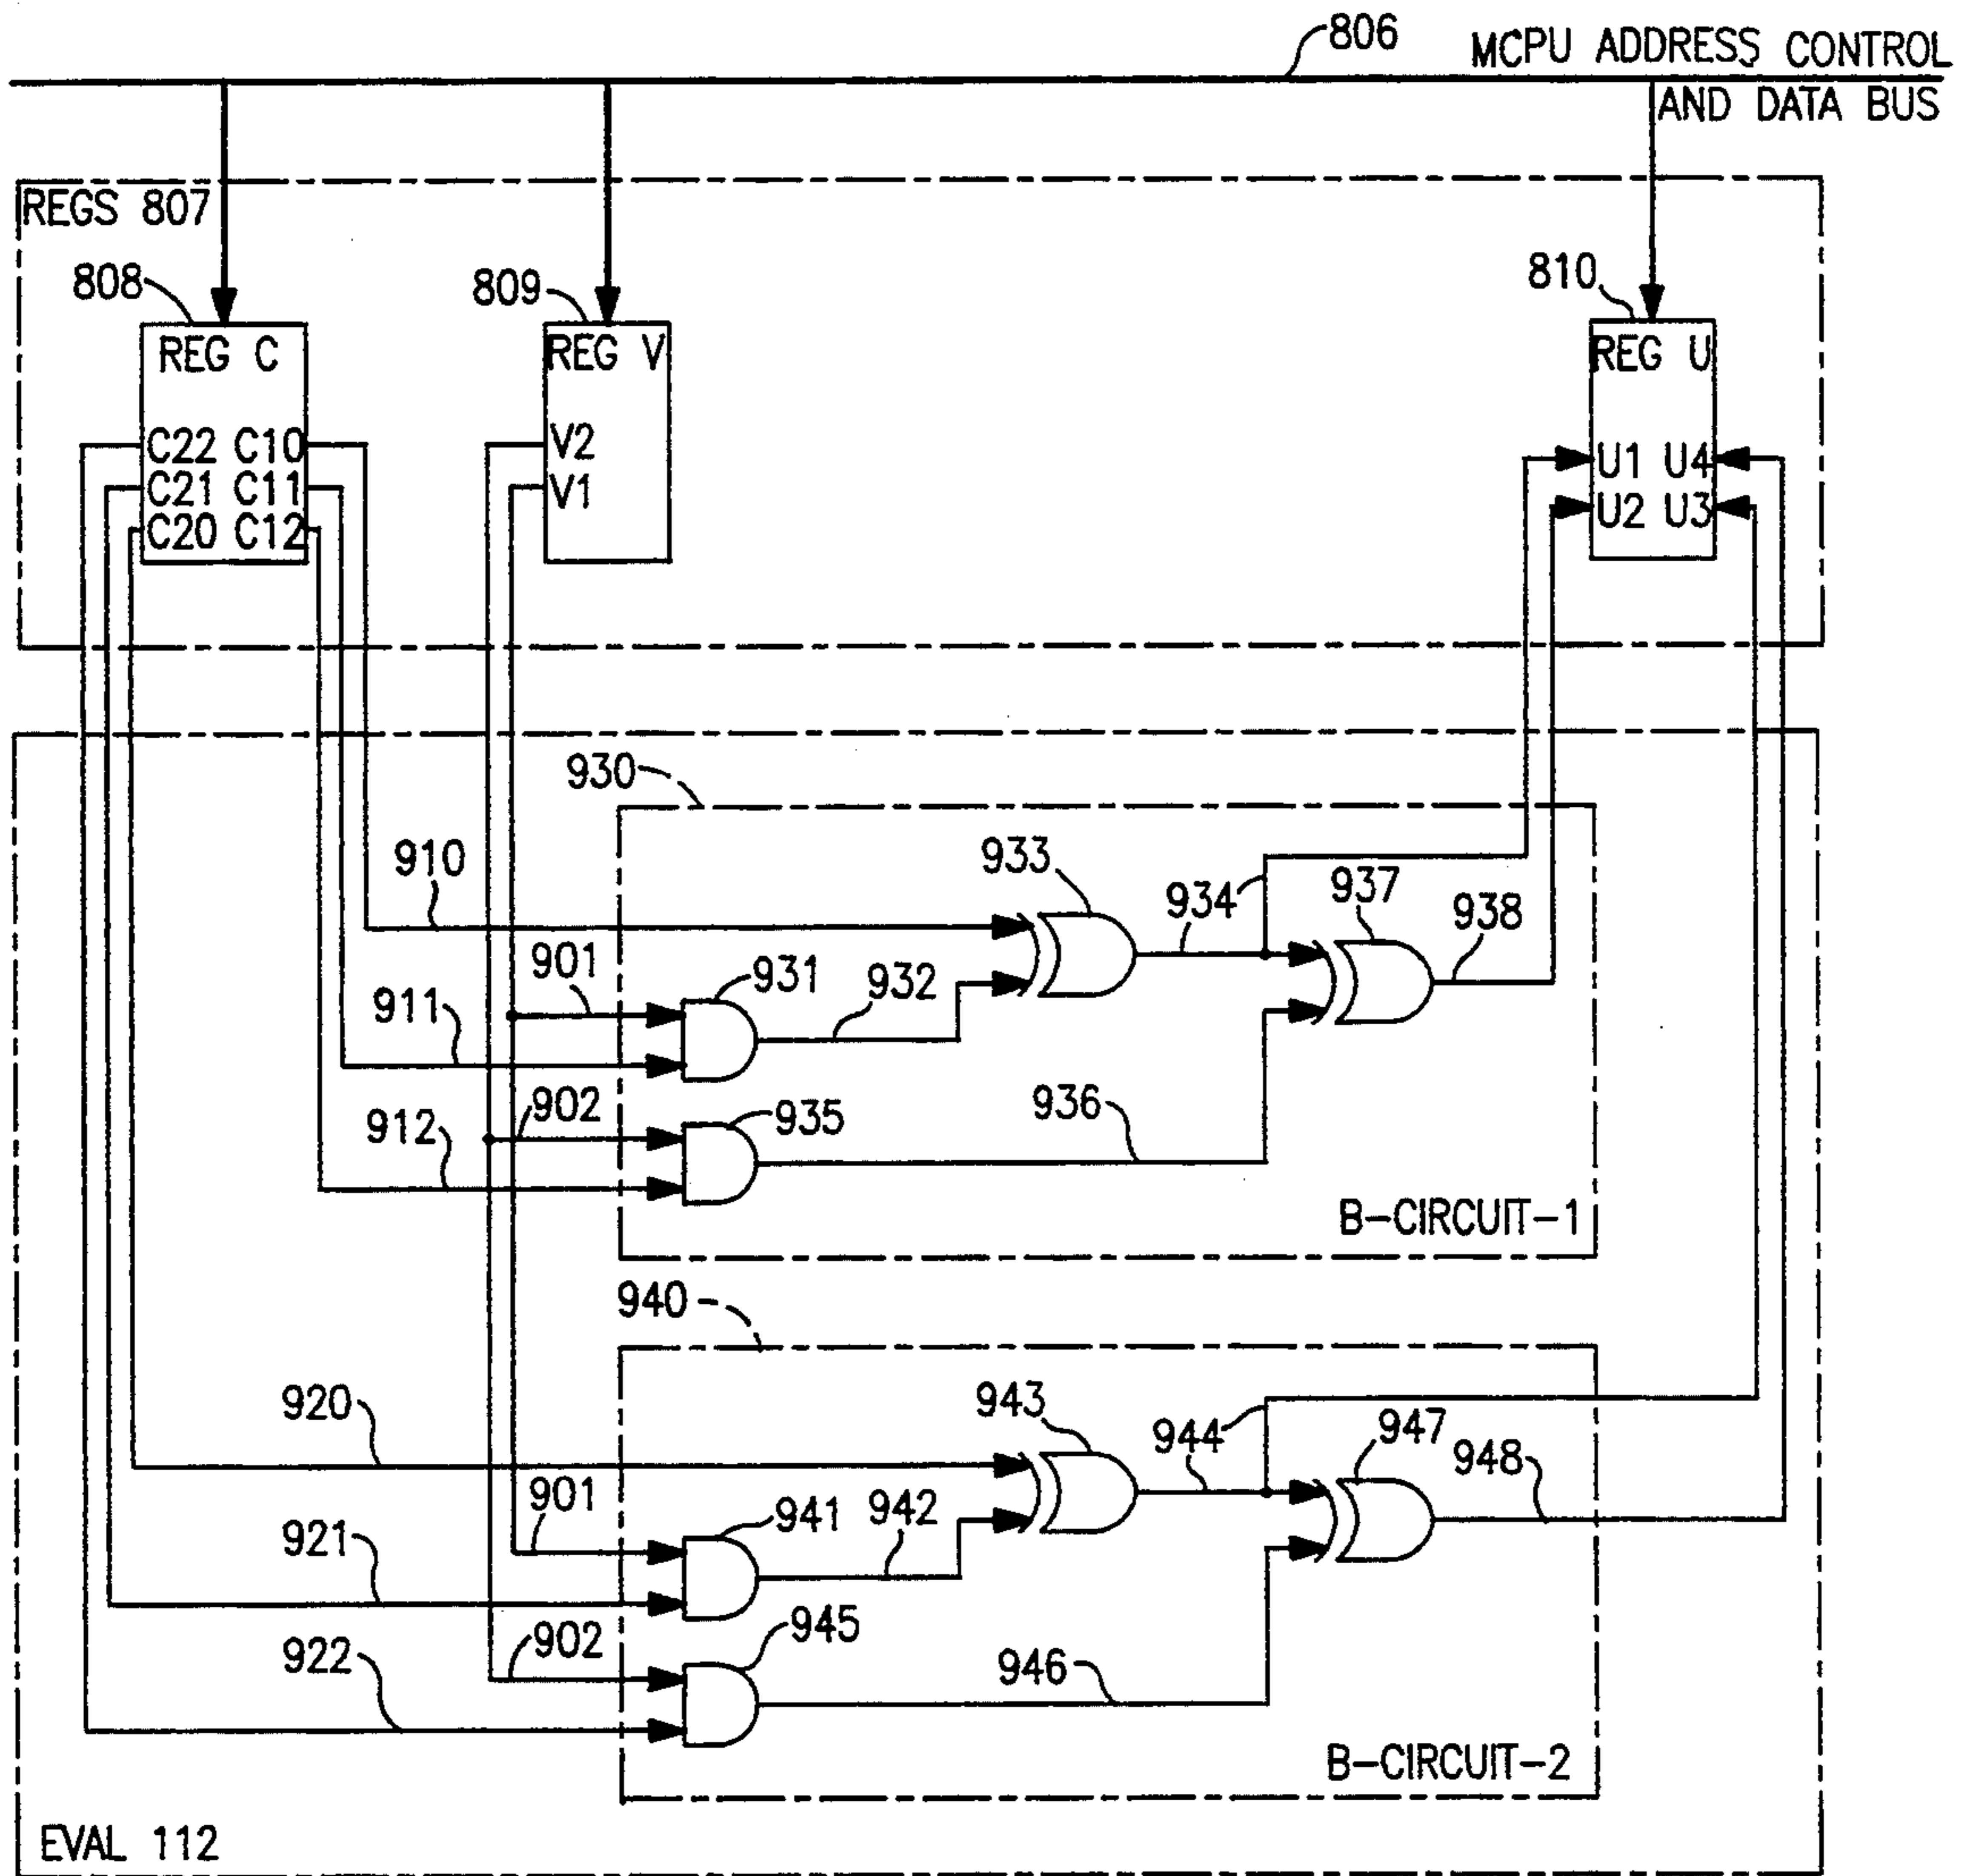 806
MCPU ADDRESS CONTROL
AND DATA BUS
REGS 807
808
809
810
REG C
REG V
REG U
C22 C10
C21 C11
C20 C12
V2
V1
U1 U4
U2 U3
930
910
933
934
937
938
901
931
932
911
902
935
936
912
B-CIRCUIT-1
940
920
943
944
947
948
901
941
942
921
902
945
946
922
B-CIRCUIT-2
EVAL 112